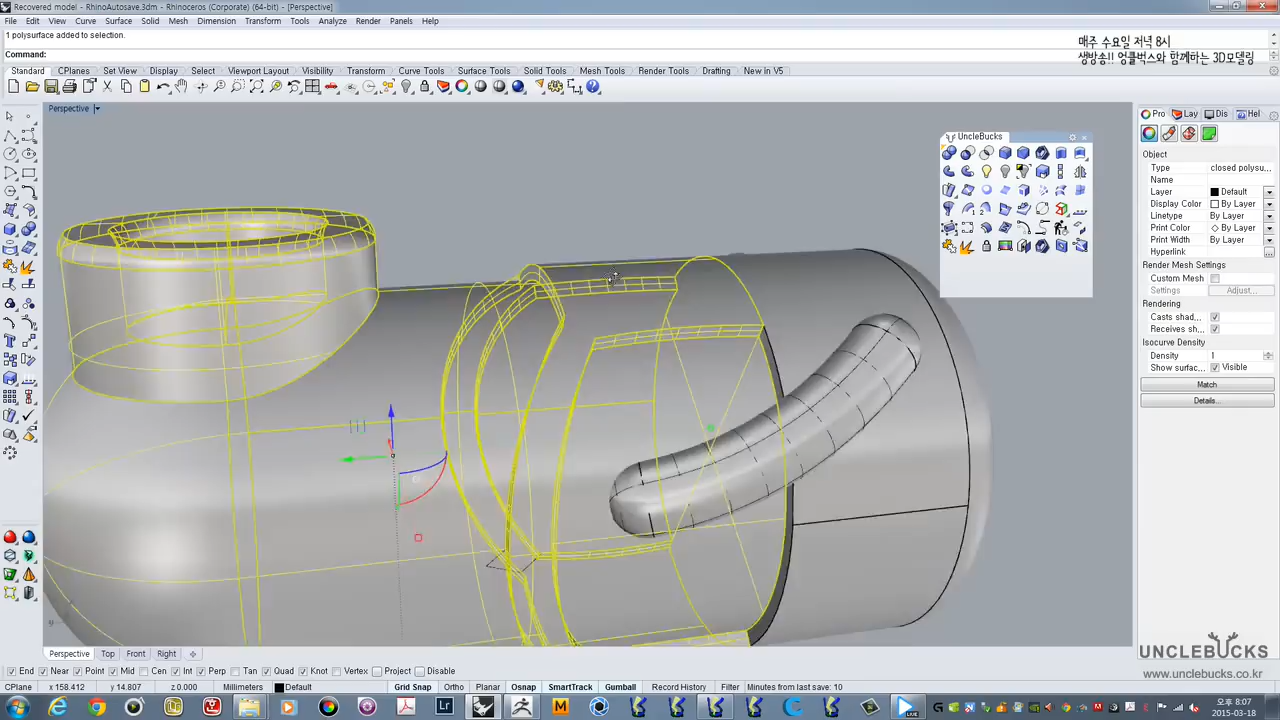 Recovered model - RhinoAutosave.3dm - Rhinoceros (Corporate) (64-bit) - [Perspective]
File Edit View Curve Surface Solid Mesh Dimension Transform Tools Analyze Render Panels Help
1 polysurface added to selection.
Command:
매주 수요일 저녁 8시
생방송!! 엉클벅스와 함께하는 3D모델링
Standard CPlanes Set View Display Select Viewport Layout Visibility Transform Curve Tools Surface Tools Solid Tools Mesh Tools Render Tools Drafting New in V5
Perspective
UncleBucks
Pro Lay Dis Hel
Object
Type closed polysu...
Name
Layer Default
Display Color By Layer
Linetype By Layer
Print Color By Layer
Print Width By Layer
Hyperlink
Render Mesh Settings
Custom Mesh
Settings Adjust...
Rendering
Casts shad...
Receives sh...
Isocurve Density
Density 1
Show surfac... Visible
Match
Details...
Perspective Top Front Right
End Near Point Mid Cen Int Perp Tan Quad Knot Vertex Project Disable
CPlane x 158.412 y 14.807 z 0.000 Millimeters Default Grid Snap Ortho Planar Osnap SmartTrack Gumball Record History Filter Minutes from last save: 10
UNCLEBUCKS
www.unclebucks.co.kr
오후 8:07
2015-03-18